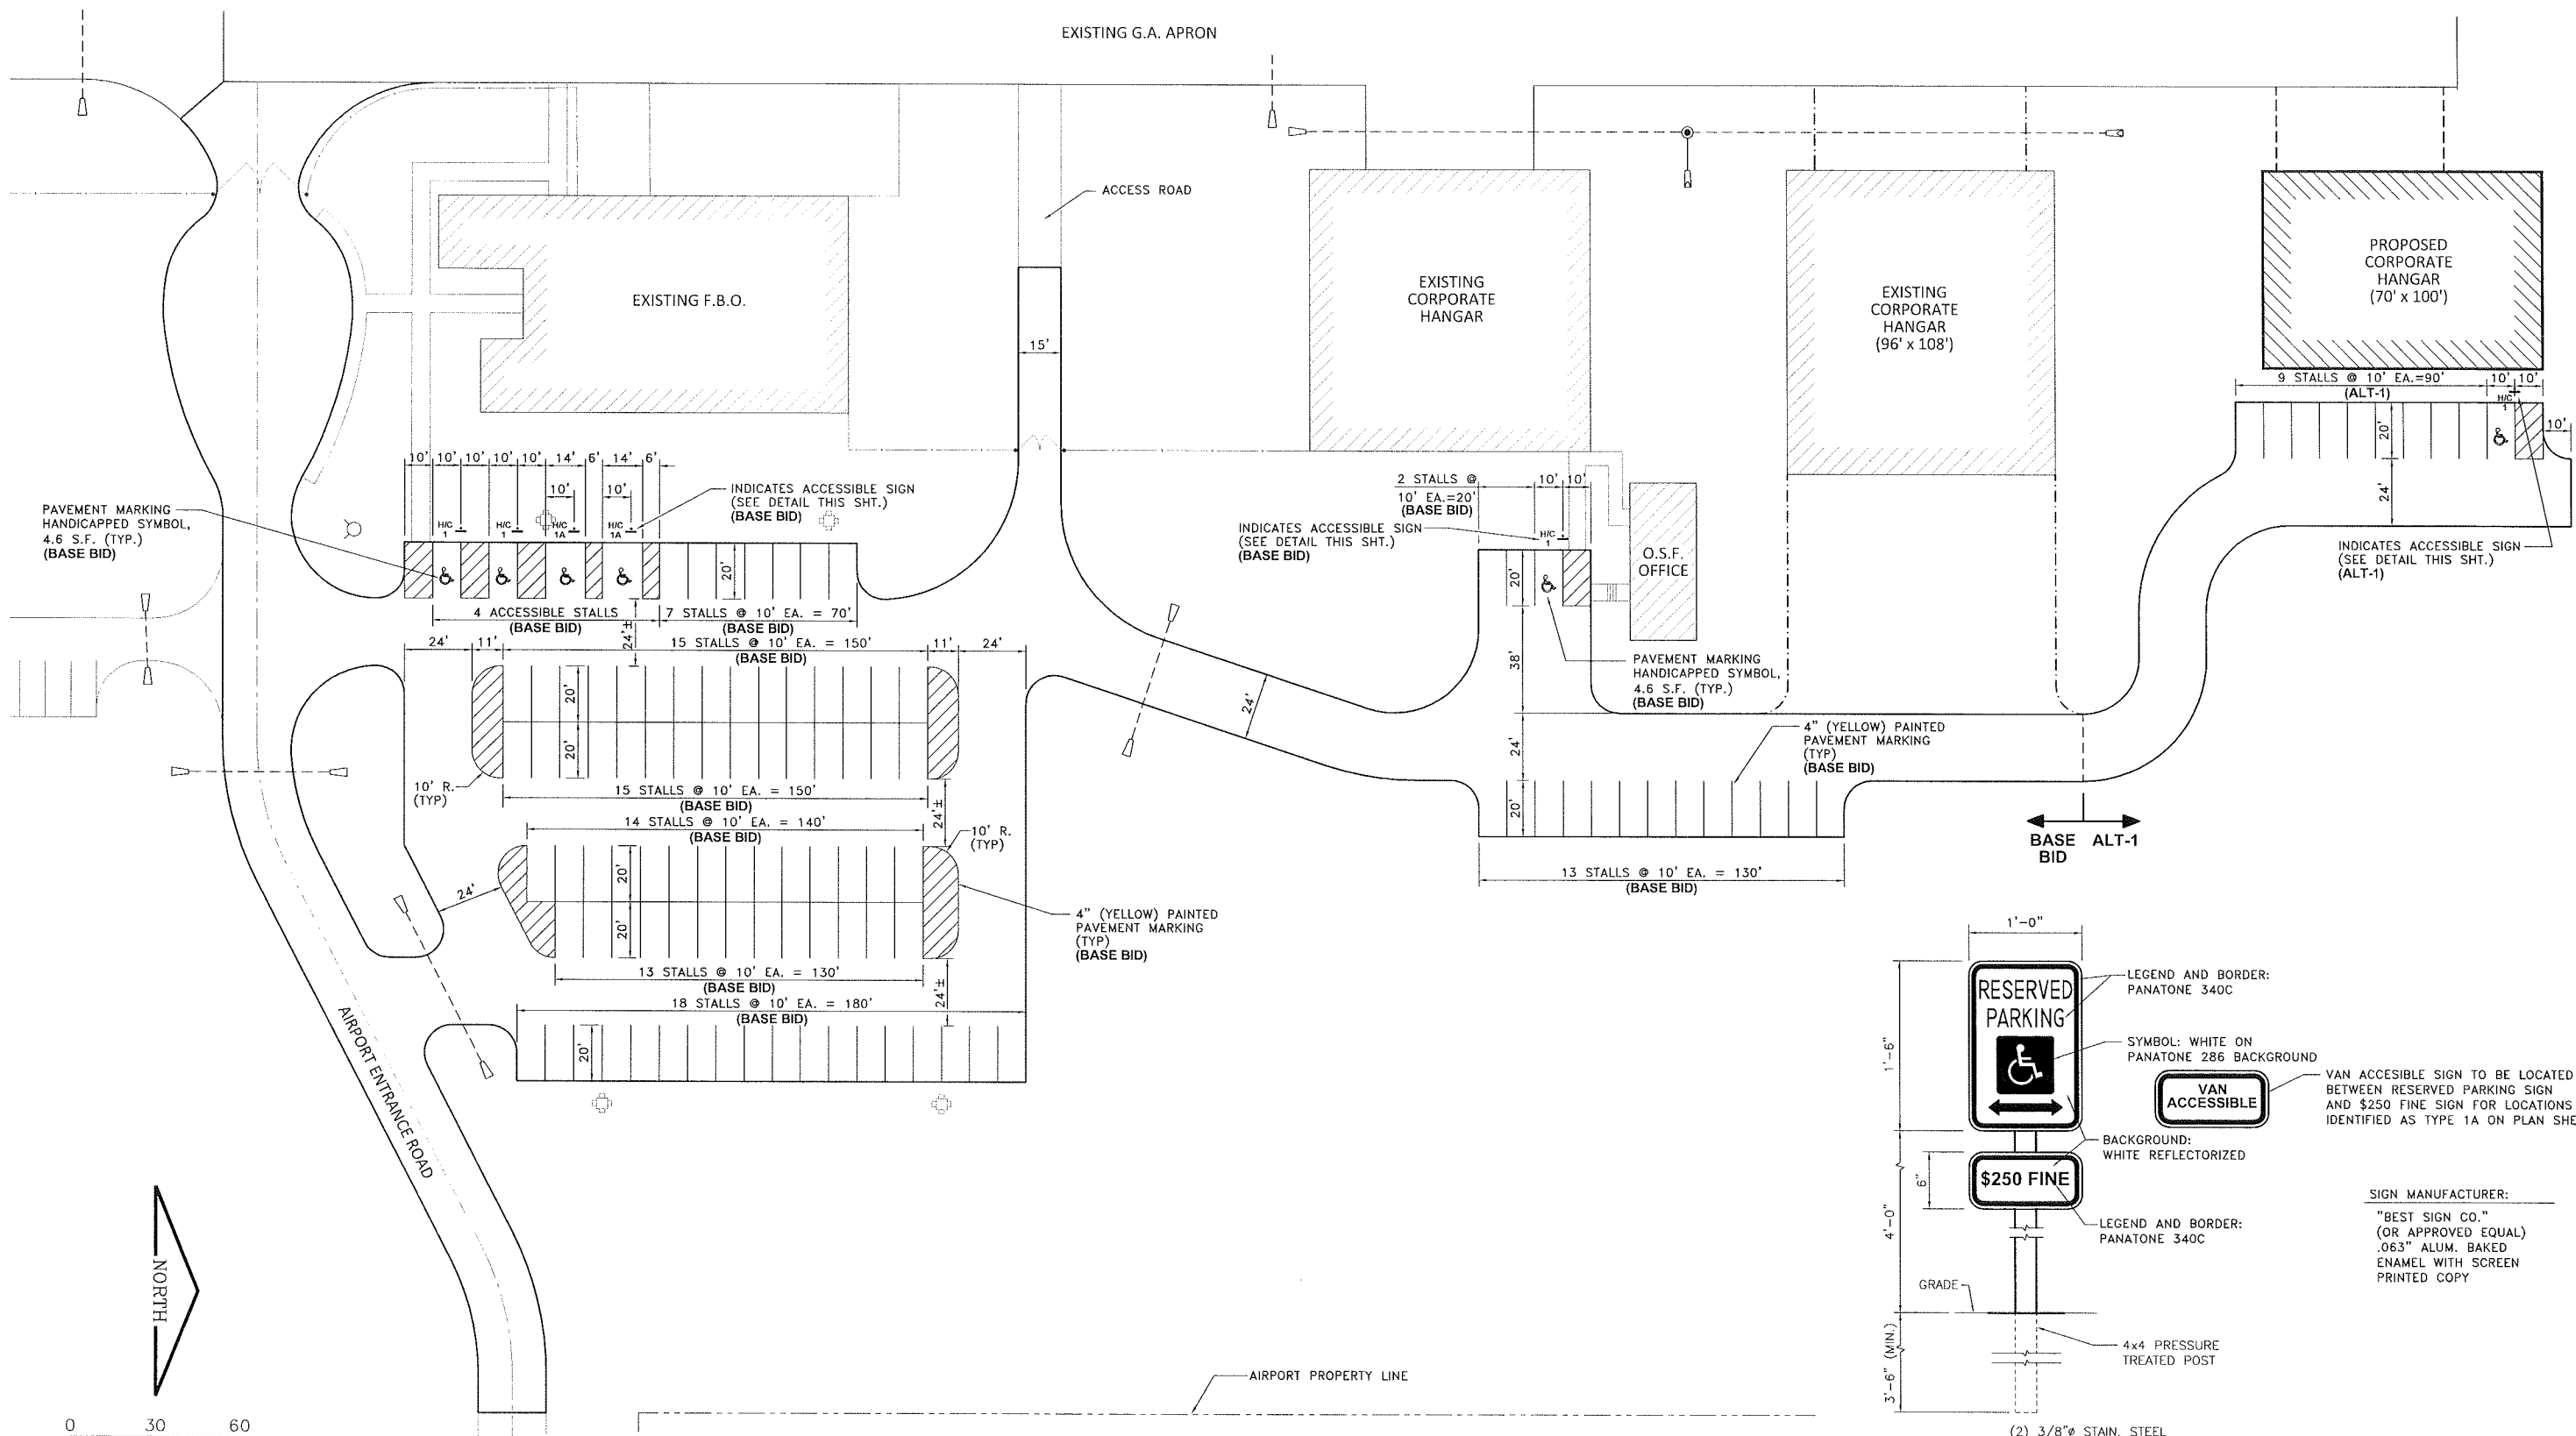 EXISTING G.A. APRON
ACCESS ROAD
EXISTING F.B.O.
15'
EXISTING
CORPORATE
HANGAR
EXISTING
CORPORATE
HANGAR
(96' x 108')
PROPOSED
CORPORATE
HANGAR
(70' x 100')
9 STALLS @ 10' EA.=90'
(ALT-1)
10'
10'
H/C
1
20'
10'
24'
INDICATES ACCESSIBLE SIGN
(SEE DETAIL THIS SHT.)
(ALT-1)
10'
10'
10'
10'
10'
14'
6'
14'
6'
10'
10'
INDICATES ACCESSIBLE SIGN
(SEE DETAIL THIS SHT.)
(BASE BID)
H/C
1
H/C
1
H/C
1A
H/C
1A
PAVEMENT MARKING
HANDICAPPED SYMBOL,
4.6 S.F. (TYP.)
(BASE BID)
20'
4 ACCESSIBLE STALLS
(BASE BID)
7 STALLS @ 10' EA. = 70'
(BASE BID)
24'±
2 STALLS @
10' EA.=20'
(BASE BID)
10'
10'
INDICATES ACCESSIBLE SIGN
(SEE DETAIL THIS SHT.)
(BASE BID)
H/C
1
O.S.F.
OFFICE
20'
38'
PAVEMENT MARKING
HANDICAPPED SYMBOL,
4.6 S.F. (TYP.)
(BASE BID)
24'
11'
15 STALLS @ 10' EA. = 150'
(BASE BID)
11'
24'
20'
20'
24'
24'
4" (YELLOW) PAINTED
PAVEMENT MARKING
(TYP)
(BASE BID)
10' R.
(TYP)
15 STALLS @ 10' EA. = 150'
(BASE BID)
24'±
14 STALLS @ 10' EA. = 140'
(BASE BID)
10' R.
(TYP)
20'
13 STALLS @ 10' EA. = 130'
(BASE BID)
BASE
BID
ALT-1
24'
20'
20'
4" (YELLOW) PAINTED
PAVEMENT MARKING
(TYP)
(BASE BID)
13 STALLS @ 10' EA. = 130'
(BASE BID)
24'±
18 STALLS @ 10' EA. = 180'
(BASE BID)
20'
AIRPORT ENTRANCE ROAD
NORTH
0 30 60
AIRPORT PROPERTY LINE
1'-0"
1'-6"
RESERVED
PARKING
LEGEND AND BORDER:
PANATONE 340C
SYMBOL: WHITE ON
PANATONE 286 BACKGROUND
VAN
ACCESSIBLE
VAN ACCESIBLE SIGN TO BE LOCATED
BETWEEN RESERVED PARKING SIGN
AND $250 FINE SIGN FOR LOCATIONS
IDENTIFIED AS TYPE 1A ON PLAN SHE
BACKGROUND:
WHITE REFLECTORIZED
6"
$250 FINE
4'-0"
LEGEND AND BORDER:
PANATONE 340C
SIGN MANUFACTURER:
"BEST SIGN CO."
(OR APPROVED EQUAL)
.063" ALUM. BAKED
ENAMEL WITH SCREEN
PRINTED COPY
GRADE
3'-6" (MIN.)
4x4 PRESSURE
TREATED POST
(2) 3/8"ø STAIN. STEEL